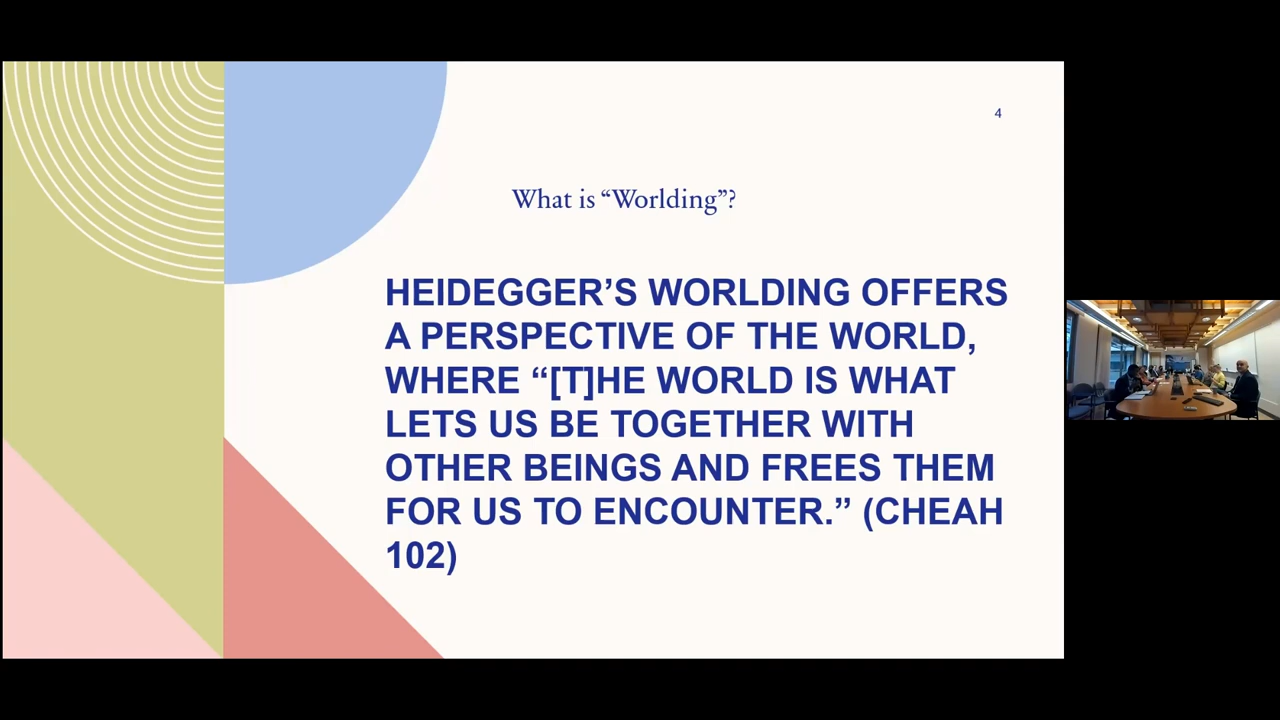 4
What is “Worlding”?
HEIDEGGER’S WORLDING OFFERS
A PERSPECTIVE OF THE WORLD,
WHERE “[T]HE WORLD IS WHAT
LETS US BE TOGETHER WITH
OTHER BEINGS AND FREES THEM
FOR US TO ENCOUNTER.” (CHEAH
102)